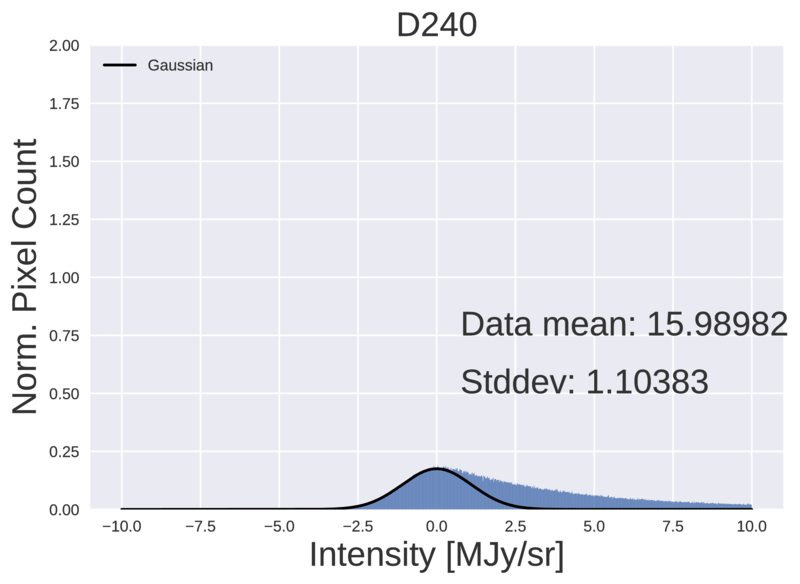 D240
2.00
Gaussian
1.75
1.50
1.25
1.00
0.75
0.50
0.25
0.00
Norm. Pixel Count
Data mean: 15.98982
Stddev: 1.10383
−10.0 −7.5 −5.0 −2.5 0.0 2.5 5.0 7.5 10.0
Intensity [MJy/sr]